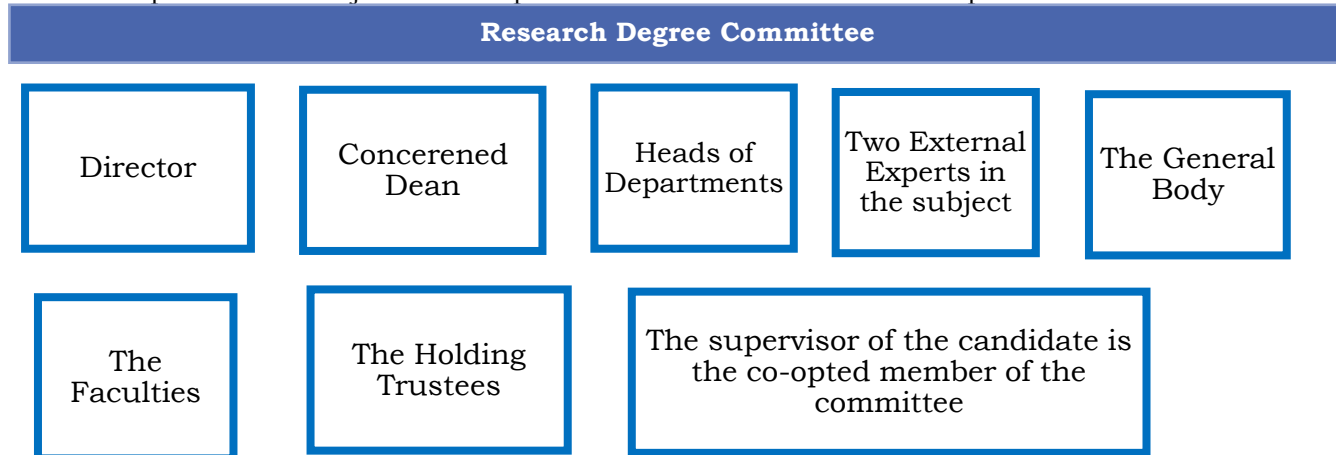 Research Degree Committee
Director
Concerened
Dean
Heads of
Departments
Two External
Experts in
the subject
The General
Body
The
Faculties
The Holding
Trustees
The supervisor of the candidate is
the co-opted member of the
committee